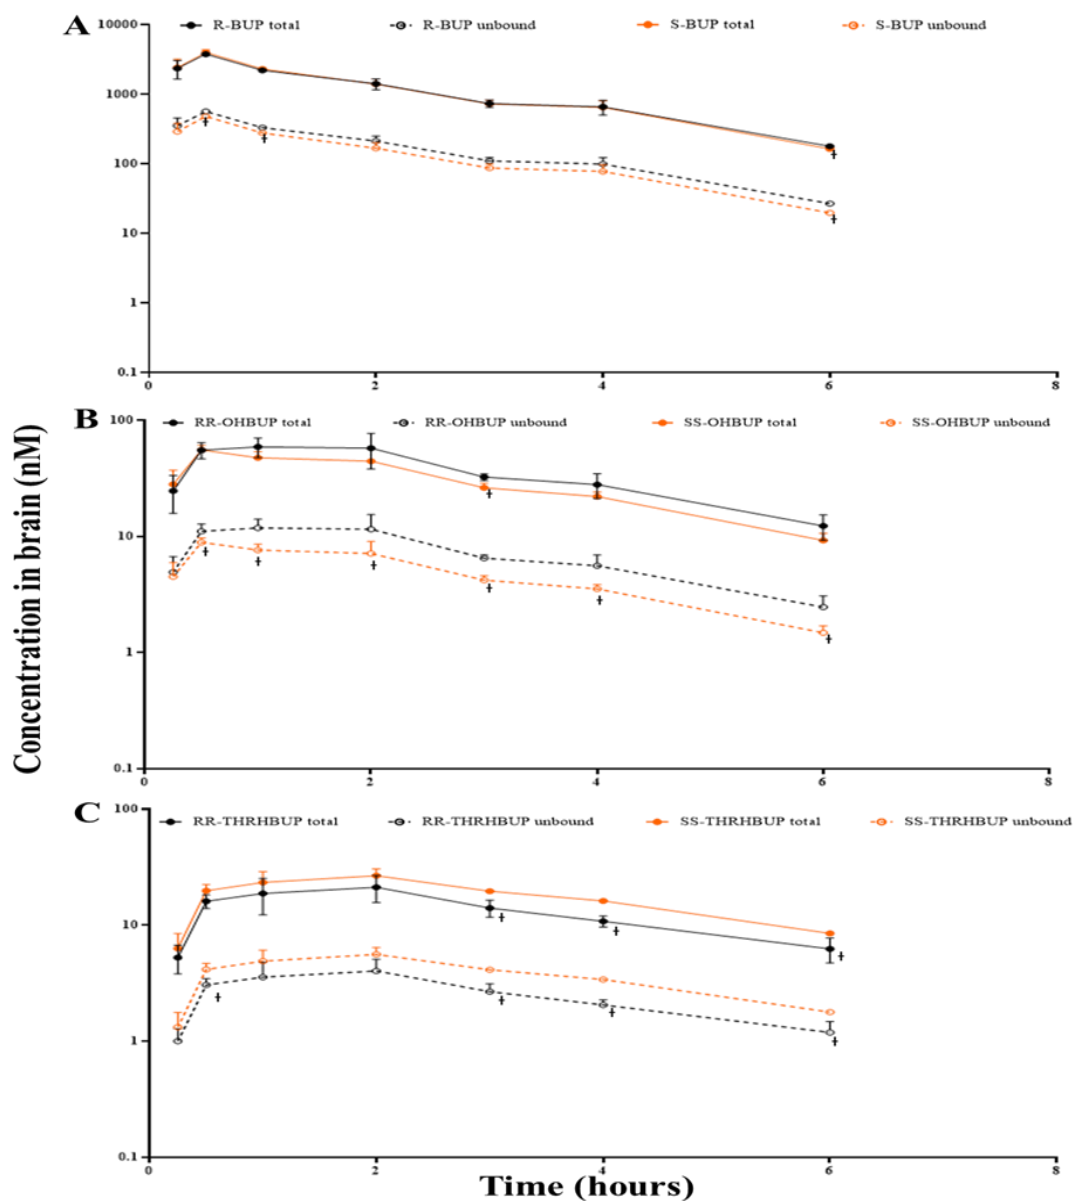 A
R-BUP total R-BUP unbound S-BUP total S-BUP unbound
10000
1000
†
†
100
†
†
10
1
0.1
0 2 4 6 8
Concentration in brain (nM)
B
RR-OHBUP total RR-OHBUP unbound SS-OHBUP total SS-OHBUP unbound
100
†
10
† † † † † †
1
0.1
0 2 4 6 8
C
RR-THRHBUP total RR-THRHBUP unbound SS-THRHBUP total SS-THRHBUP unbound
100
† † †
10
† † † †
1
0.1
0 2 4 6 8
Time (hours)